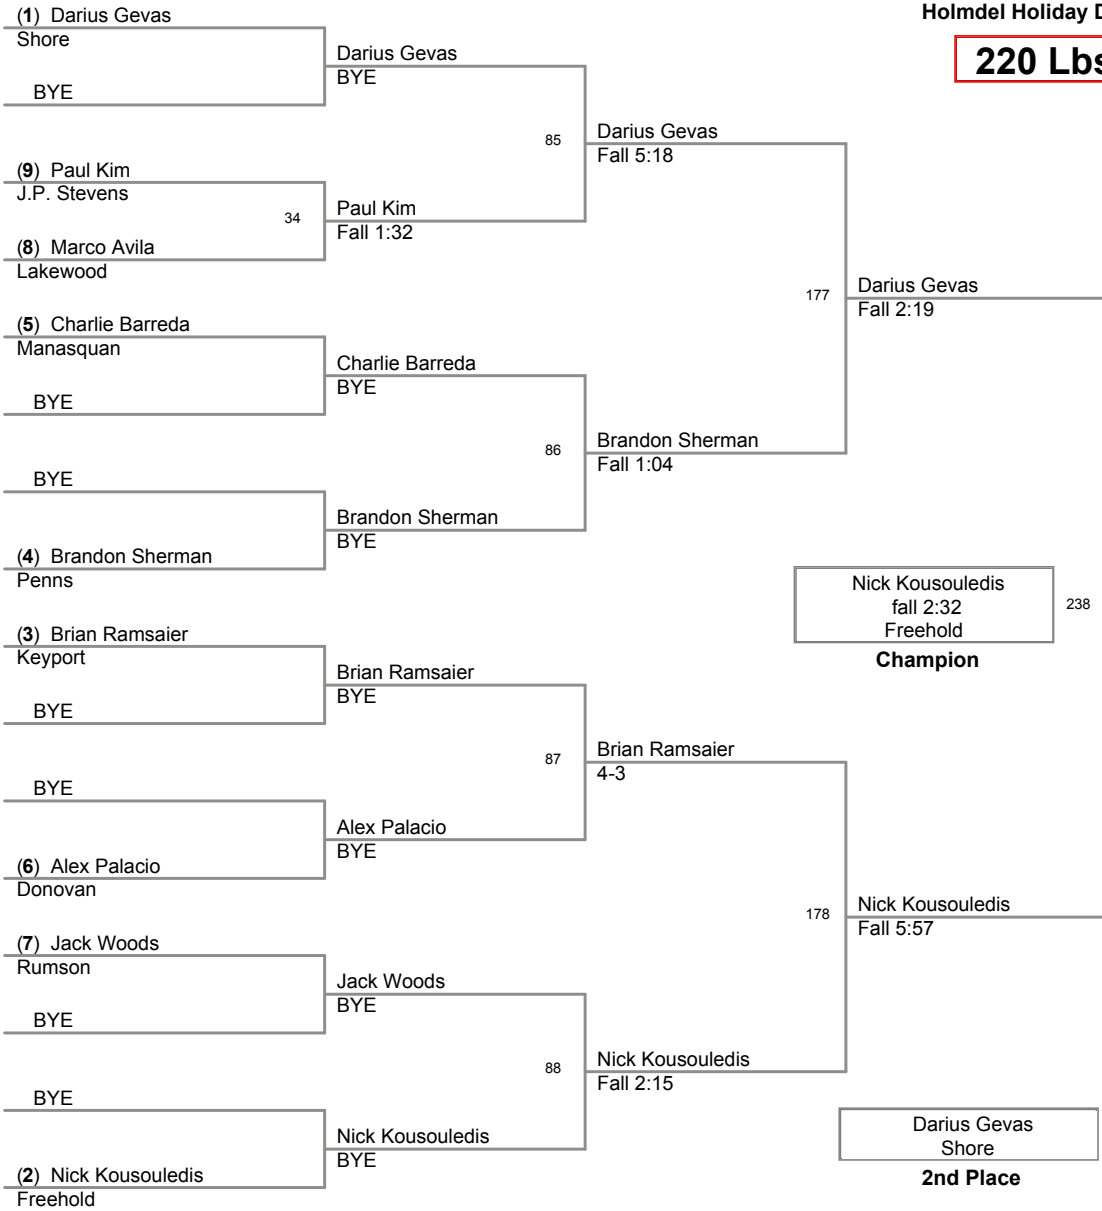 (1) Darius Gevas
Shore
BYE
(9) Paul Kim
J.P. Stevens
(8) Marco Avila
Lakewood
(5) Charlie Barreda
Manasquan
BYE
BYE
(4) Brandon Sherman
Penns
(3) Brian Ramsaier
Keyport
BYE
BYE
(6) Alex Palacio
Donovan
(7) Jack Woods
Rumson
BYE
BYE
(2) Nick Kousouledis
Freehold
34
Darius Gevas
BYE
Paul Kim
Fall 1:32
Charlie Barreda
BYE
Brandon Sherman
BYE
Brian Ramsaier
BYE
Alex Palacio
BYE
Jack Woods
BYE
Nick Kousouledis
BYE
85
86
87
88
Darius Gevas
Fall 5:18
Brandon Sherman
Fall 1:04
Brian Ramsaier
4-3
Nick Kousouledis
Fall 2:15
177
178
Darius Gevas
Fall 2:19
Nick Kousouledis
Fall 5:57
Holmdel Holiday D
220 Lbs
Nick Kousouledis
fall 2:32
Freehold
238
Champion
Darius Gevas
Shore
2nd Place